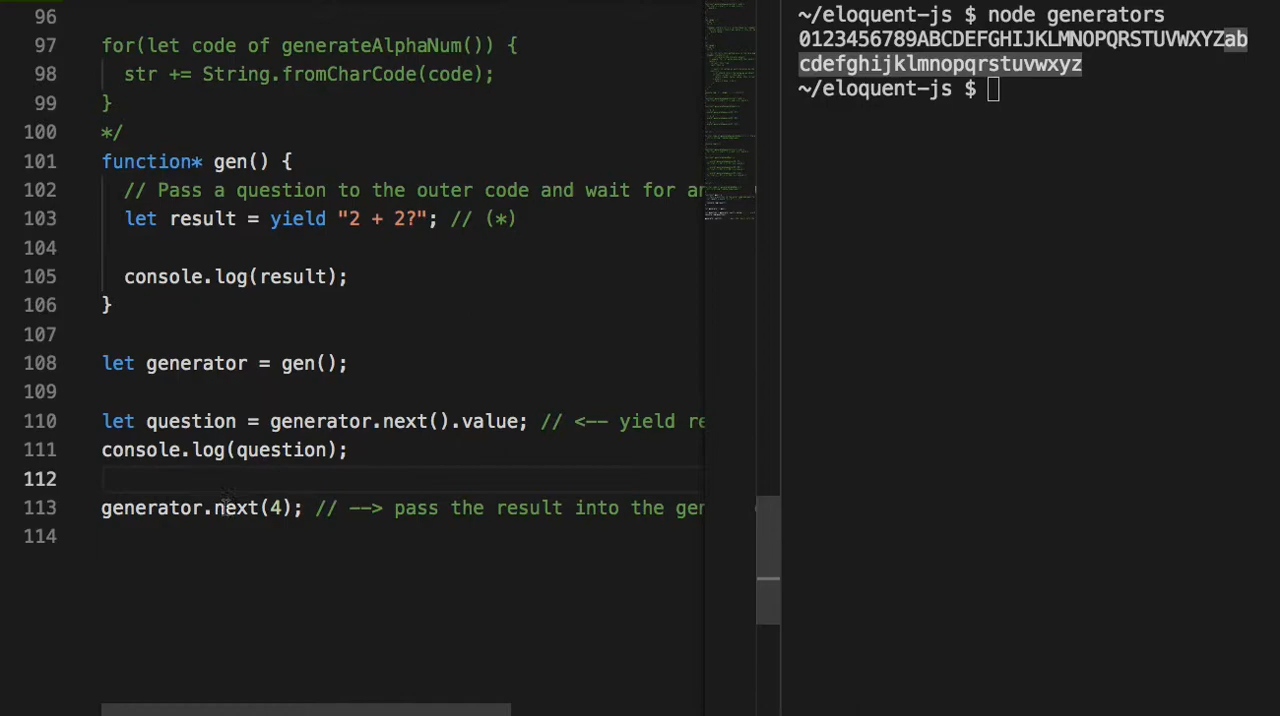 96
97 for(let code of generateAlphaNum()) {
98 str += String.fromCharCode(code);
99 }
100 */
101 function* gen() {
102 // Pass a question to the outer code and wait for an
103 let result = yield "2 + 2?"; // (*)
104
105 console.log(result);
106 }
107
108 let generator = gen();
109
110 let question = generator.next().value; // <-- yield re
111 console.log(question);
112
113 generator.next(4); // --> pass the result into the gen
114
~/eloquent-js $ node generators
0123456789ABCDEFGHIJKLMNOPQRSTUVWXYZab
cdefghijklmnopqrstuvwxyz
~/eloquent-js $